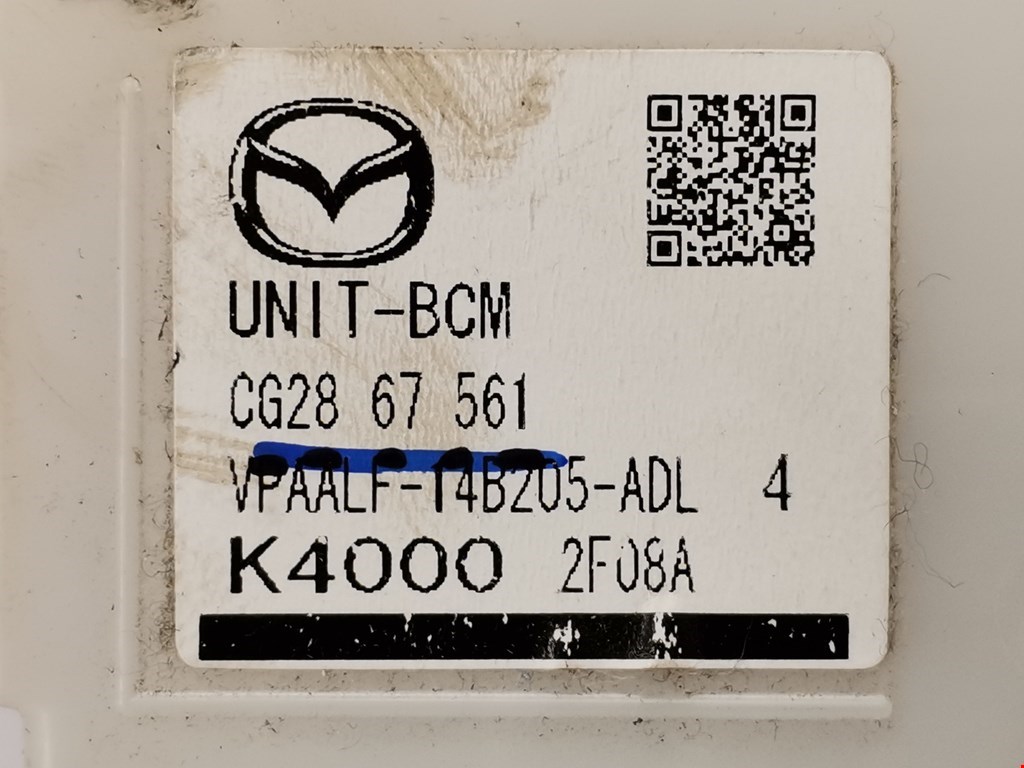 UNIT-BCM
CG28 67 561
VPAALF-14B205-ADL 4
K4000 2F08A